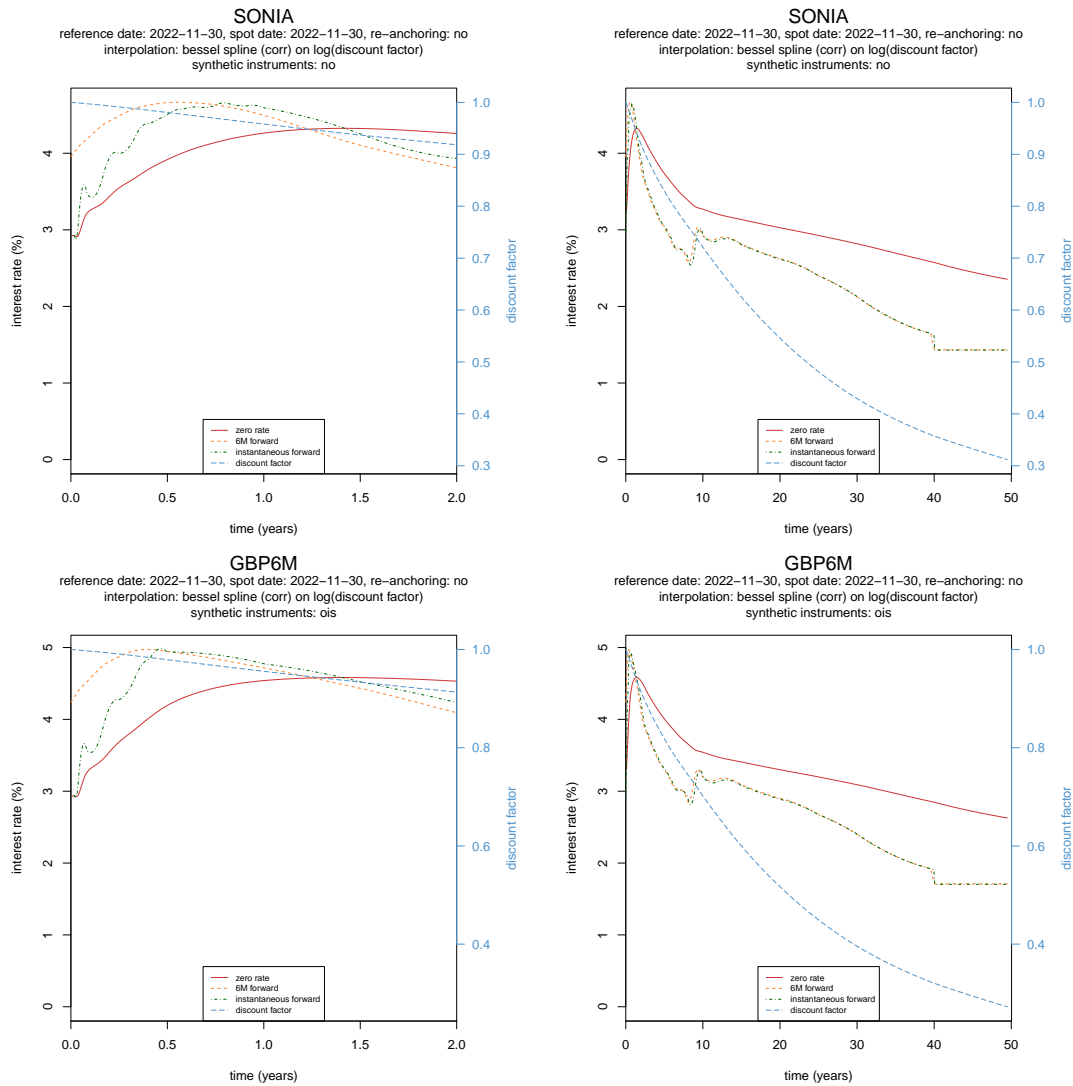 SONIA
reference date: 2022−11−30, spot date: 2022−11−30, re−anchoring: no
interpolation: bessel spline (corr) on log(discount factor)
synthetic instruments: no
interest rate (%)
0
1
2
3
4
discount factor
1.0
0.9
0.8
0.7
0.6
0.5
0.4
0.3
zero rate
6M forward
instantaneous forward
discount factor
0.0 0.5 1.0 1.5 2.0
time (years)
SONIA
reference date: 2022−11−30, spot date: 2022−11−30, re−anchoring: no
interpolation: bessel spline (corr) on log(discount factor)
synthetic instruments: no
interest rate (%)
0
1
2
3
4
discount factor
1.0
0.9
0.8
0.7
0.6
0.5
0.4
0.3
zero rate
6M forward
instantaneous forward
discount factor
0 10 20 30 40 50
time (years)
GBP6M
reference date: 2022−11−30, spot date: 2022−11−30, re−anchoring: no
interpolation: bessel spline (corr) on log(discount factor)
synthetic instruments: ois
interest rate (%)
0
1
2
3
4
5
discount factor
1.0
0.8
0.6
0.4
zero rate
6M forward
instantaneous forward
discount factor
0.0 0.5 1.0 1.5 2.0
time (years)
GBP6M
reference date: 2022−11−30, spot date: 2022−11−30, re−anchoring: no
interpolation: bessel spline (corr) on log(discount factor)
synthetic instruments: ois
interest rate (%)
0
1
2
3
4
5
discount factor
1.0
0.8
0.6
0.4
zero rate
6M forward
instantaneous forward
discount factor
0 10 20 30 40 50
time (years)